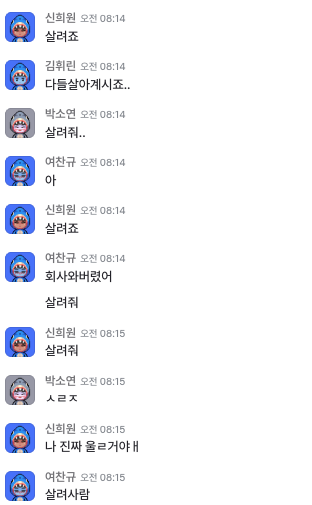 신희원 오전 08:14
살려죠
김휘린 오전 08:14
다들살아계시죠..
박소연 오전 08:14
살려줘..
여찬규 오전 08:14
아
신희원 오전 08:14
살려죠
여찬규 오전 08:14
회사와버렸어
살려줘
신희원 오전 08:15
살려줘
박소연 오전 08:15
ㅅㄹㅈ
신희원 오전 08:15
나 진짜 울ㄹ거야ㅐ
여찬규 오전 08:15
살려사람